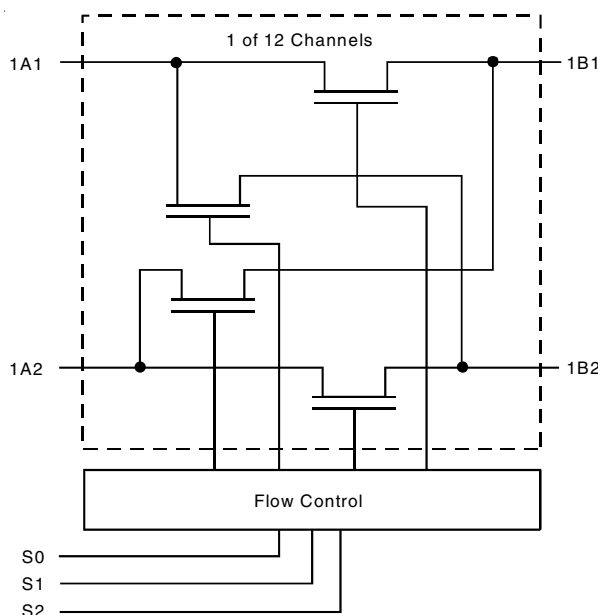 1 of 12 Channels
1A1
1B1
1A2
1B2
Flow Control
S0
S1
S2